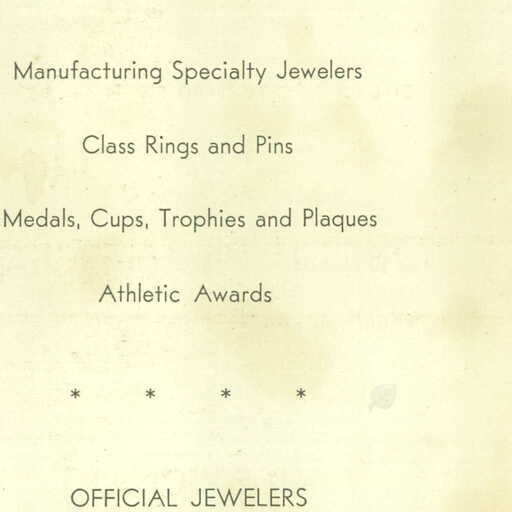 Manufacturing Specialty Jewelers
Class Rings and Pins
Medals, Cups, Trophies and Plaques
Athletic Awards
* * * *
OFFICIAL JEWELERS